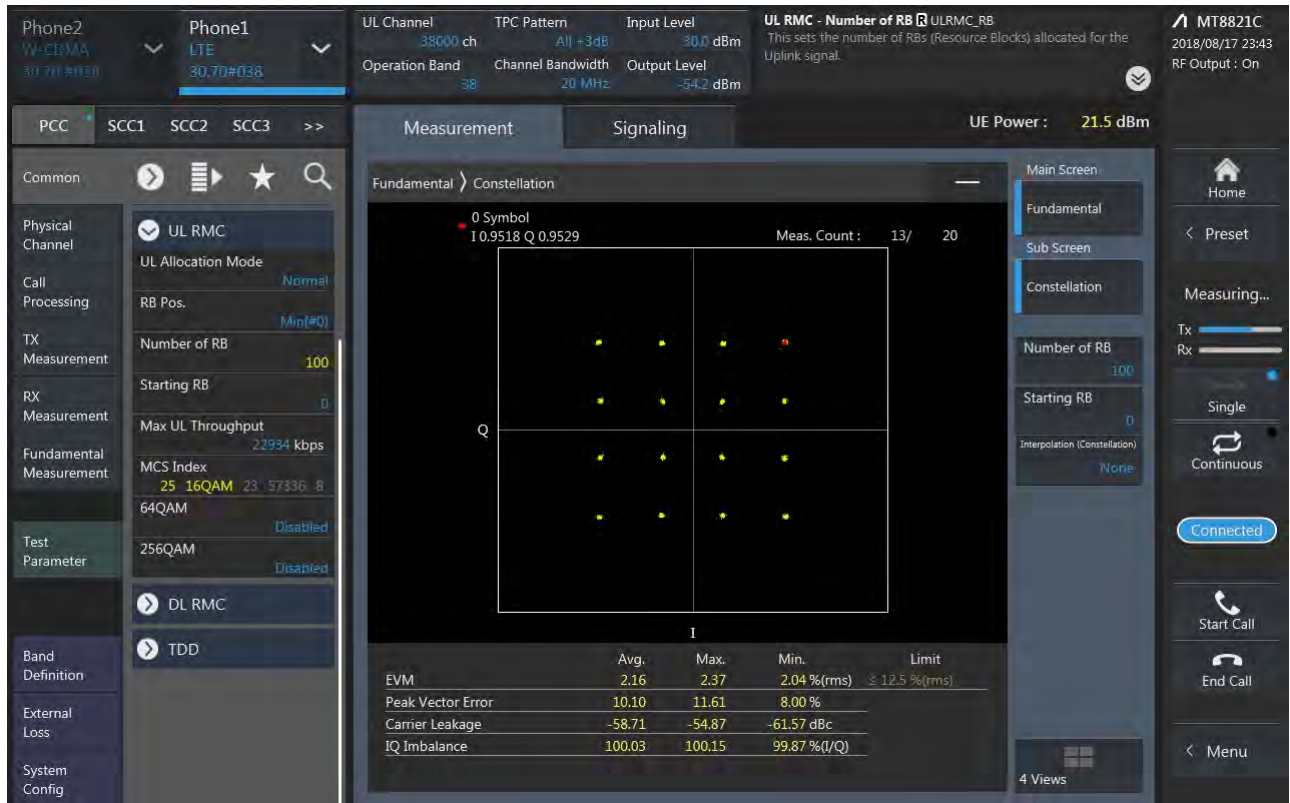 Phone2
W-CDMA
30.70#038
Phone1
LTE
30.70#038
UL Channel
38000 ch
TPC Pattern
All +3dB
Input Level
30.0 dBm
Operation Band
38
Channel Bandwidth
20 MHz
Output Level
-54.2 dBm
UL RMC - Number of RB R ULRMC_RB
This sets the number of RBs (Resource Blocks) allocated for the
Uplink signal.
MT8821C
2018/08/17 23:43
RF Output : On
PCC SCC1 SCC2 SCC3 >>
Common
Physical
Channel
Call
Processing
TX
Measurement
RX
Measurement
Fundamental
Measurement
Test
Parameter
Band
Definition
External
Loss
System
Config
UL RMC
UL Allocation Mode
Normal
RB Pos.
Min(#0)
Number of RB
100
Starting RB
0
Max UL Throughput
22934 kbps
MCS Index
25 16QAM 23 57336 8
64QAM
Disabled
256QAM
Disabled
DL RMC
TDD
Measurement
Signaling
UE Power : 21.5 dBm
Fundamental ⟩ Constellation
0 Symbol
I 0.9518 Q 0.9529
Meas. Count : 13/ 20
Q
I
Avg. Max. Min. Limit
EVM 2.16 2.37 2.04 %(rms) ≤ 12.5 %(rms)
Peak Vector Error 10.10 11.61 8.00 %
Carrier Leakage -58.71 -54.87 -61.57 dBc
IQ Imbalance 100.03 100.15 99.87 %(I/Q)
Main Screen
Fundamental
Sub Screen
Constellation
Number of RB
100
Starting RB
0
Interpolation (Constellation)
None
4 Views
Home
< Preset
Measuring...
Tx
Rx
Single
Continuous
Connected
Start Call
End Call
< Menu